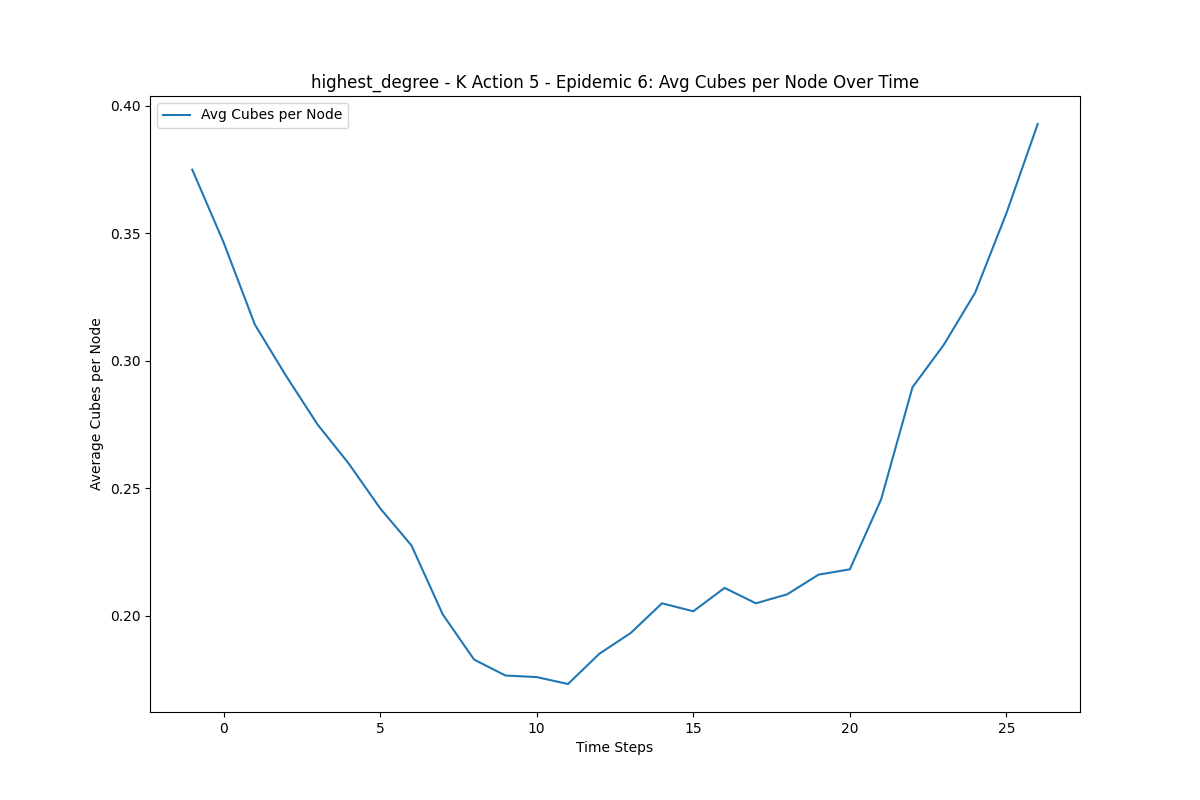 highest_degree - K Action 5 - Epidemic 6: Avg Cubes per Node Over Time
Avg Cubes per Node
Average Cubes per Node
0.40
0.35
0.30
0.25
0.20
0
5
10
15
20
25
Time Steps